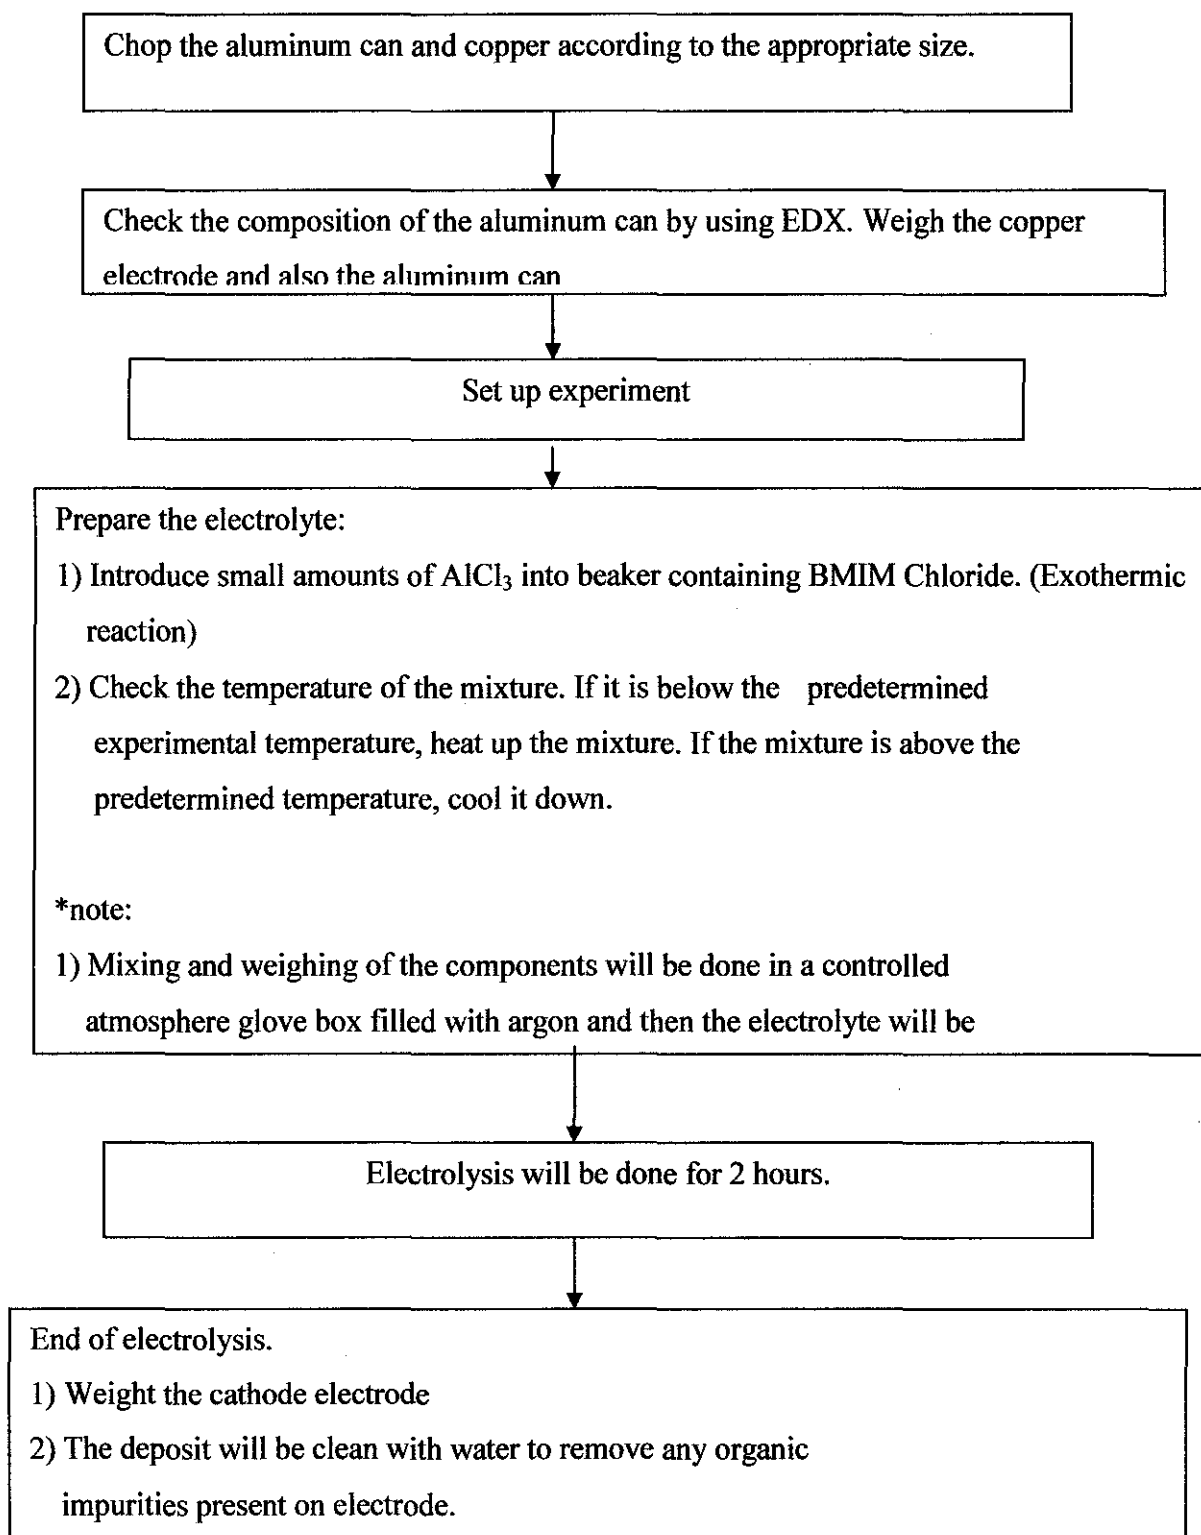 Chop the aluminum can and copper according to the appropriate size.
Check the composition of the aluminum can by using EDX. Weigh the copper
electrode and also the aluminum can
Set up experiment
Prepare the electrolyte:
1) Introduce small amounts of AlCl₃ into beaker containing BMIM Chloride. (Exothermic
reaction)
2) Check the temperature of the mixture. If it is below the predetermined
experimental temperature, heat up the mixture. If the mixture is above the
predetermined temperature, cool it down.
*note:
1) Mixing and weighing of the components will be done in a controlled
atmosphere glove box filled with argon and then the electrolyte will be
Electrolysis will be done for 2 hours.
End of electrolysis.
1) Weight the cathode electrode
2) The deposit will be clean with water to remove any organic
impurities present on electrode.